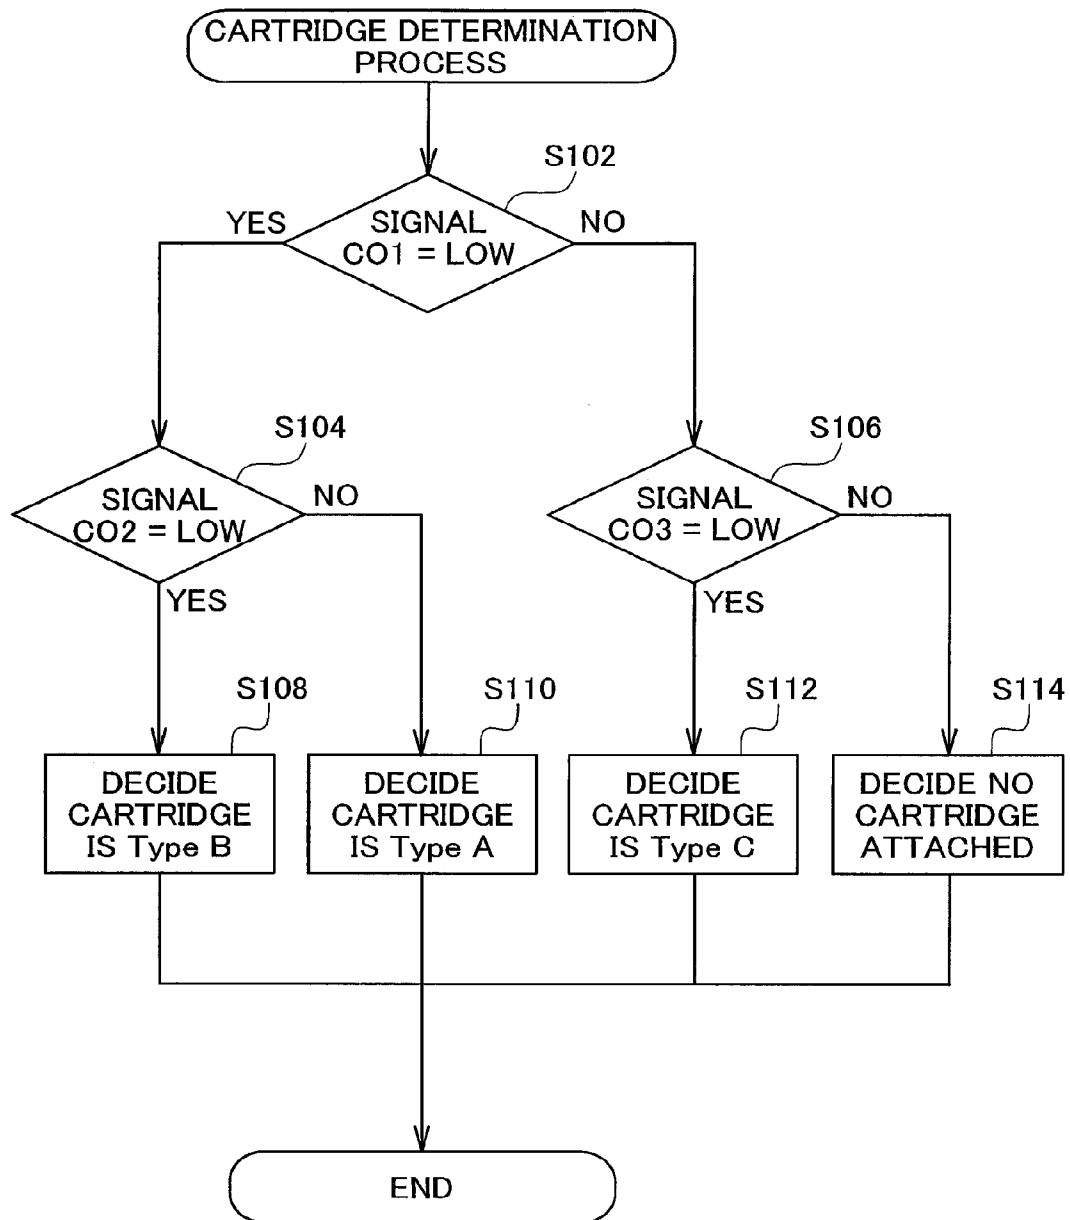 CARTRIDGE DETERMINATION
PROCESS
S102
YES
SIGNAL
CO1 = LOW
NO
S104
SIGNAL
CO2 = LOW
NO
YES
S106
SIGNAL
CO3 = LOW
NO
YES
S108
DECIDE
CARTRIDGE
IS Type B
S110
DECIDE
CARTRIDGE
IS Type A
S112
DECIDE
CARTRIDGE
IS Type C
S114
DECIDE NO
CARTRIDGE
ATTACHED
END